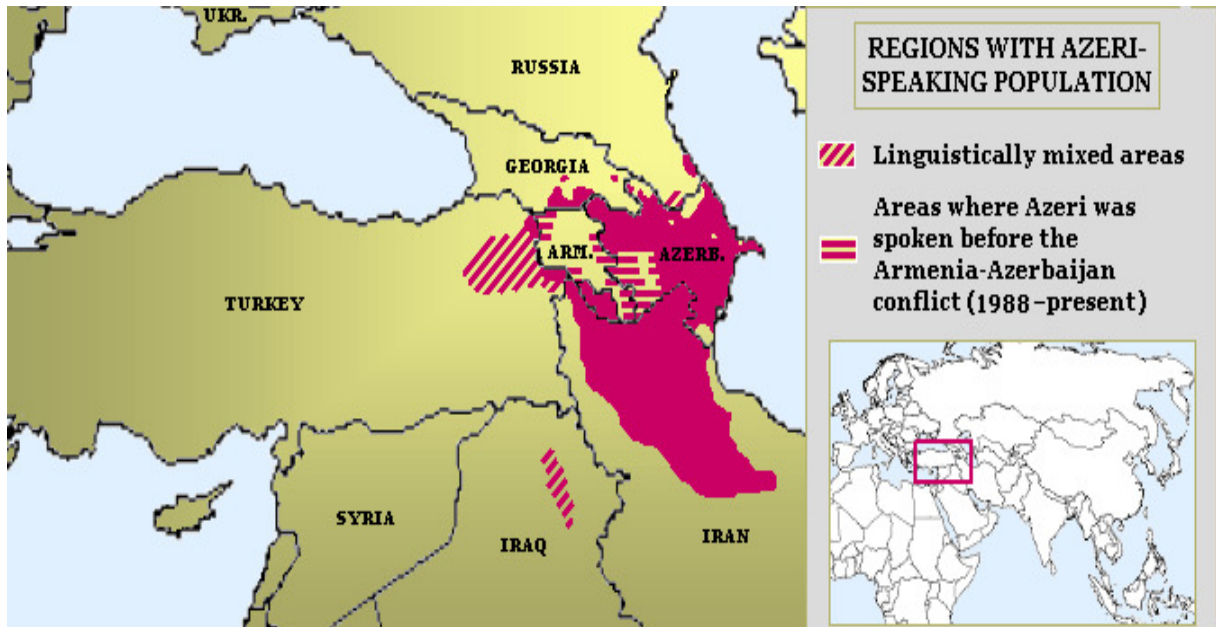 UKR.
RUSSIA
GEORGIA
ARM.
AZERB.
TURKEY
SYRIA
IRAQ
IRAN
REGIONS WITH AZERI-
SPEAKING POPULATION
Linguistically mixed areas
Areas where Azeri was
spoken before the
Armenia-Azerbaijan
conflict (1988–present)